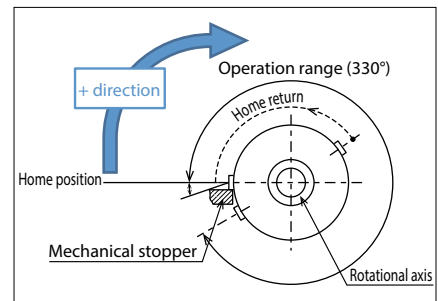 + direction
Operation range (330°)
Home return
Home position
Mechanical stopper
Rotational axis